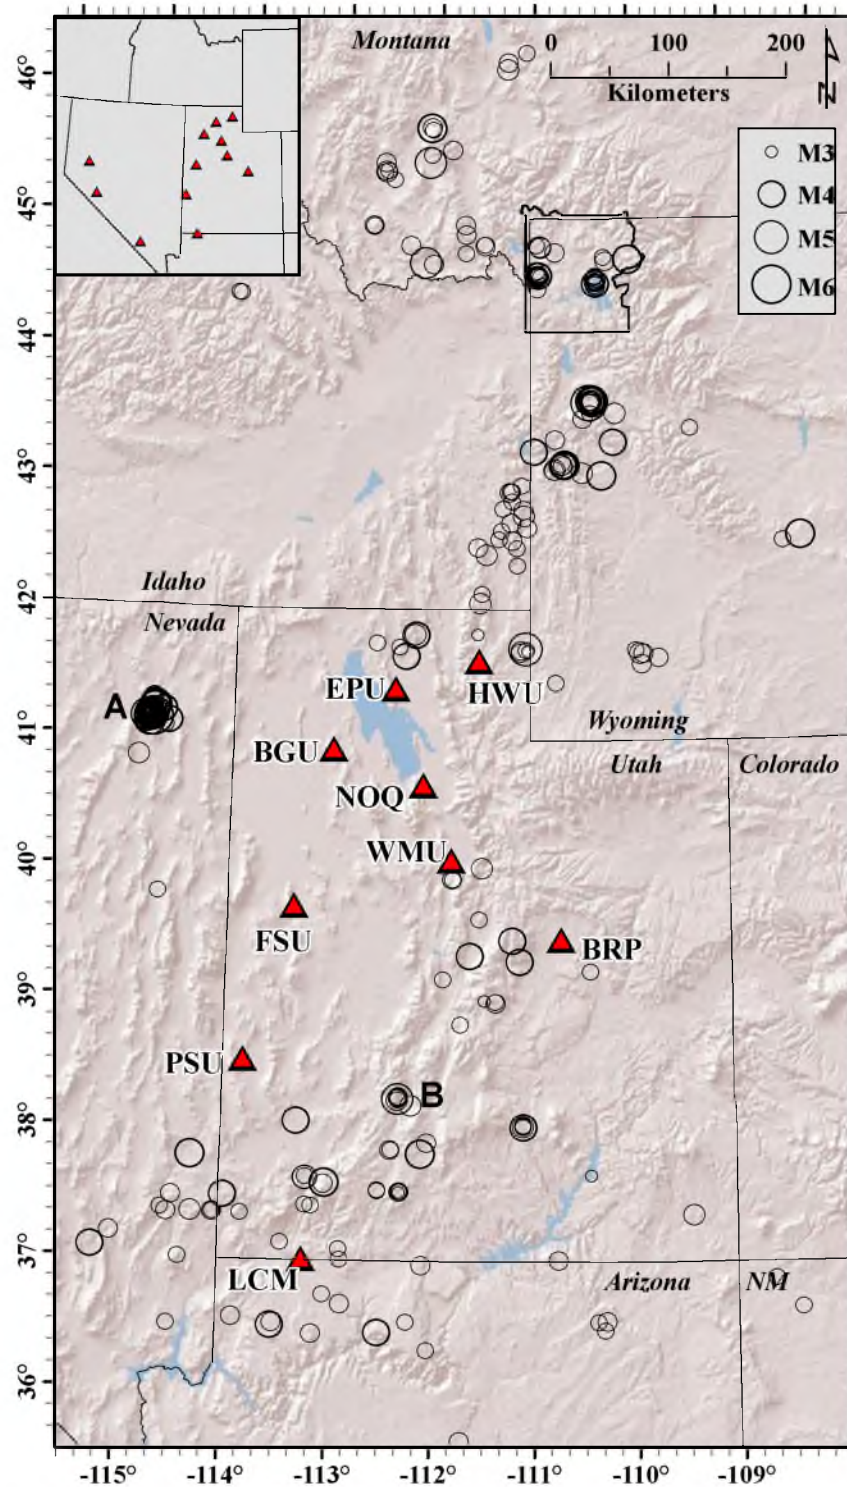 Montana
0 100 200
Kilometers
N
M3
M4
M5
M6
46°
45°
44°
43°
42°
41°
40°
39°
38°
37°
36°
Idaho
Nevada
Wyoming
Utah
Colorado
Arizona
NM
A
EPU
HWU
BGU
NOQ
WMU
FSU
BRP
PSU
B
LCM
-115°
-114°
-113°
-112°
-111°
-110°
-109°